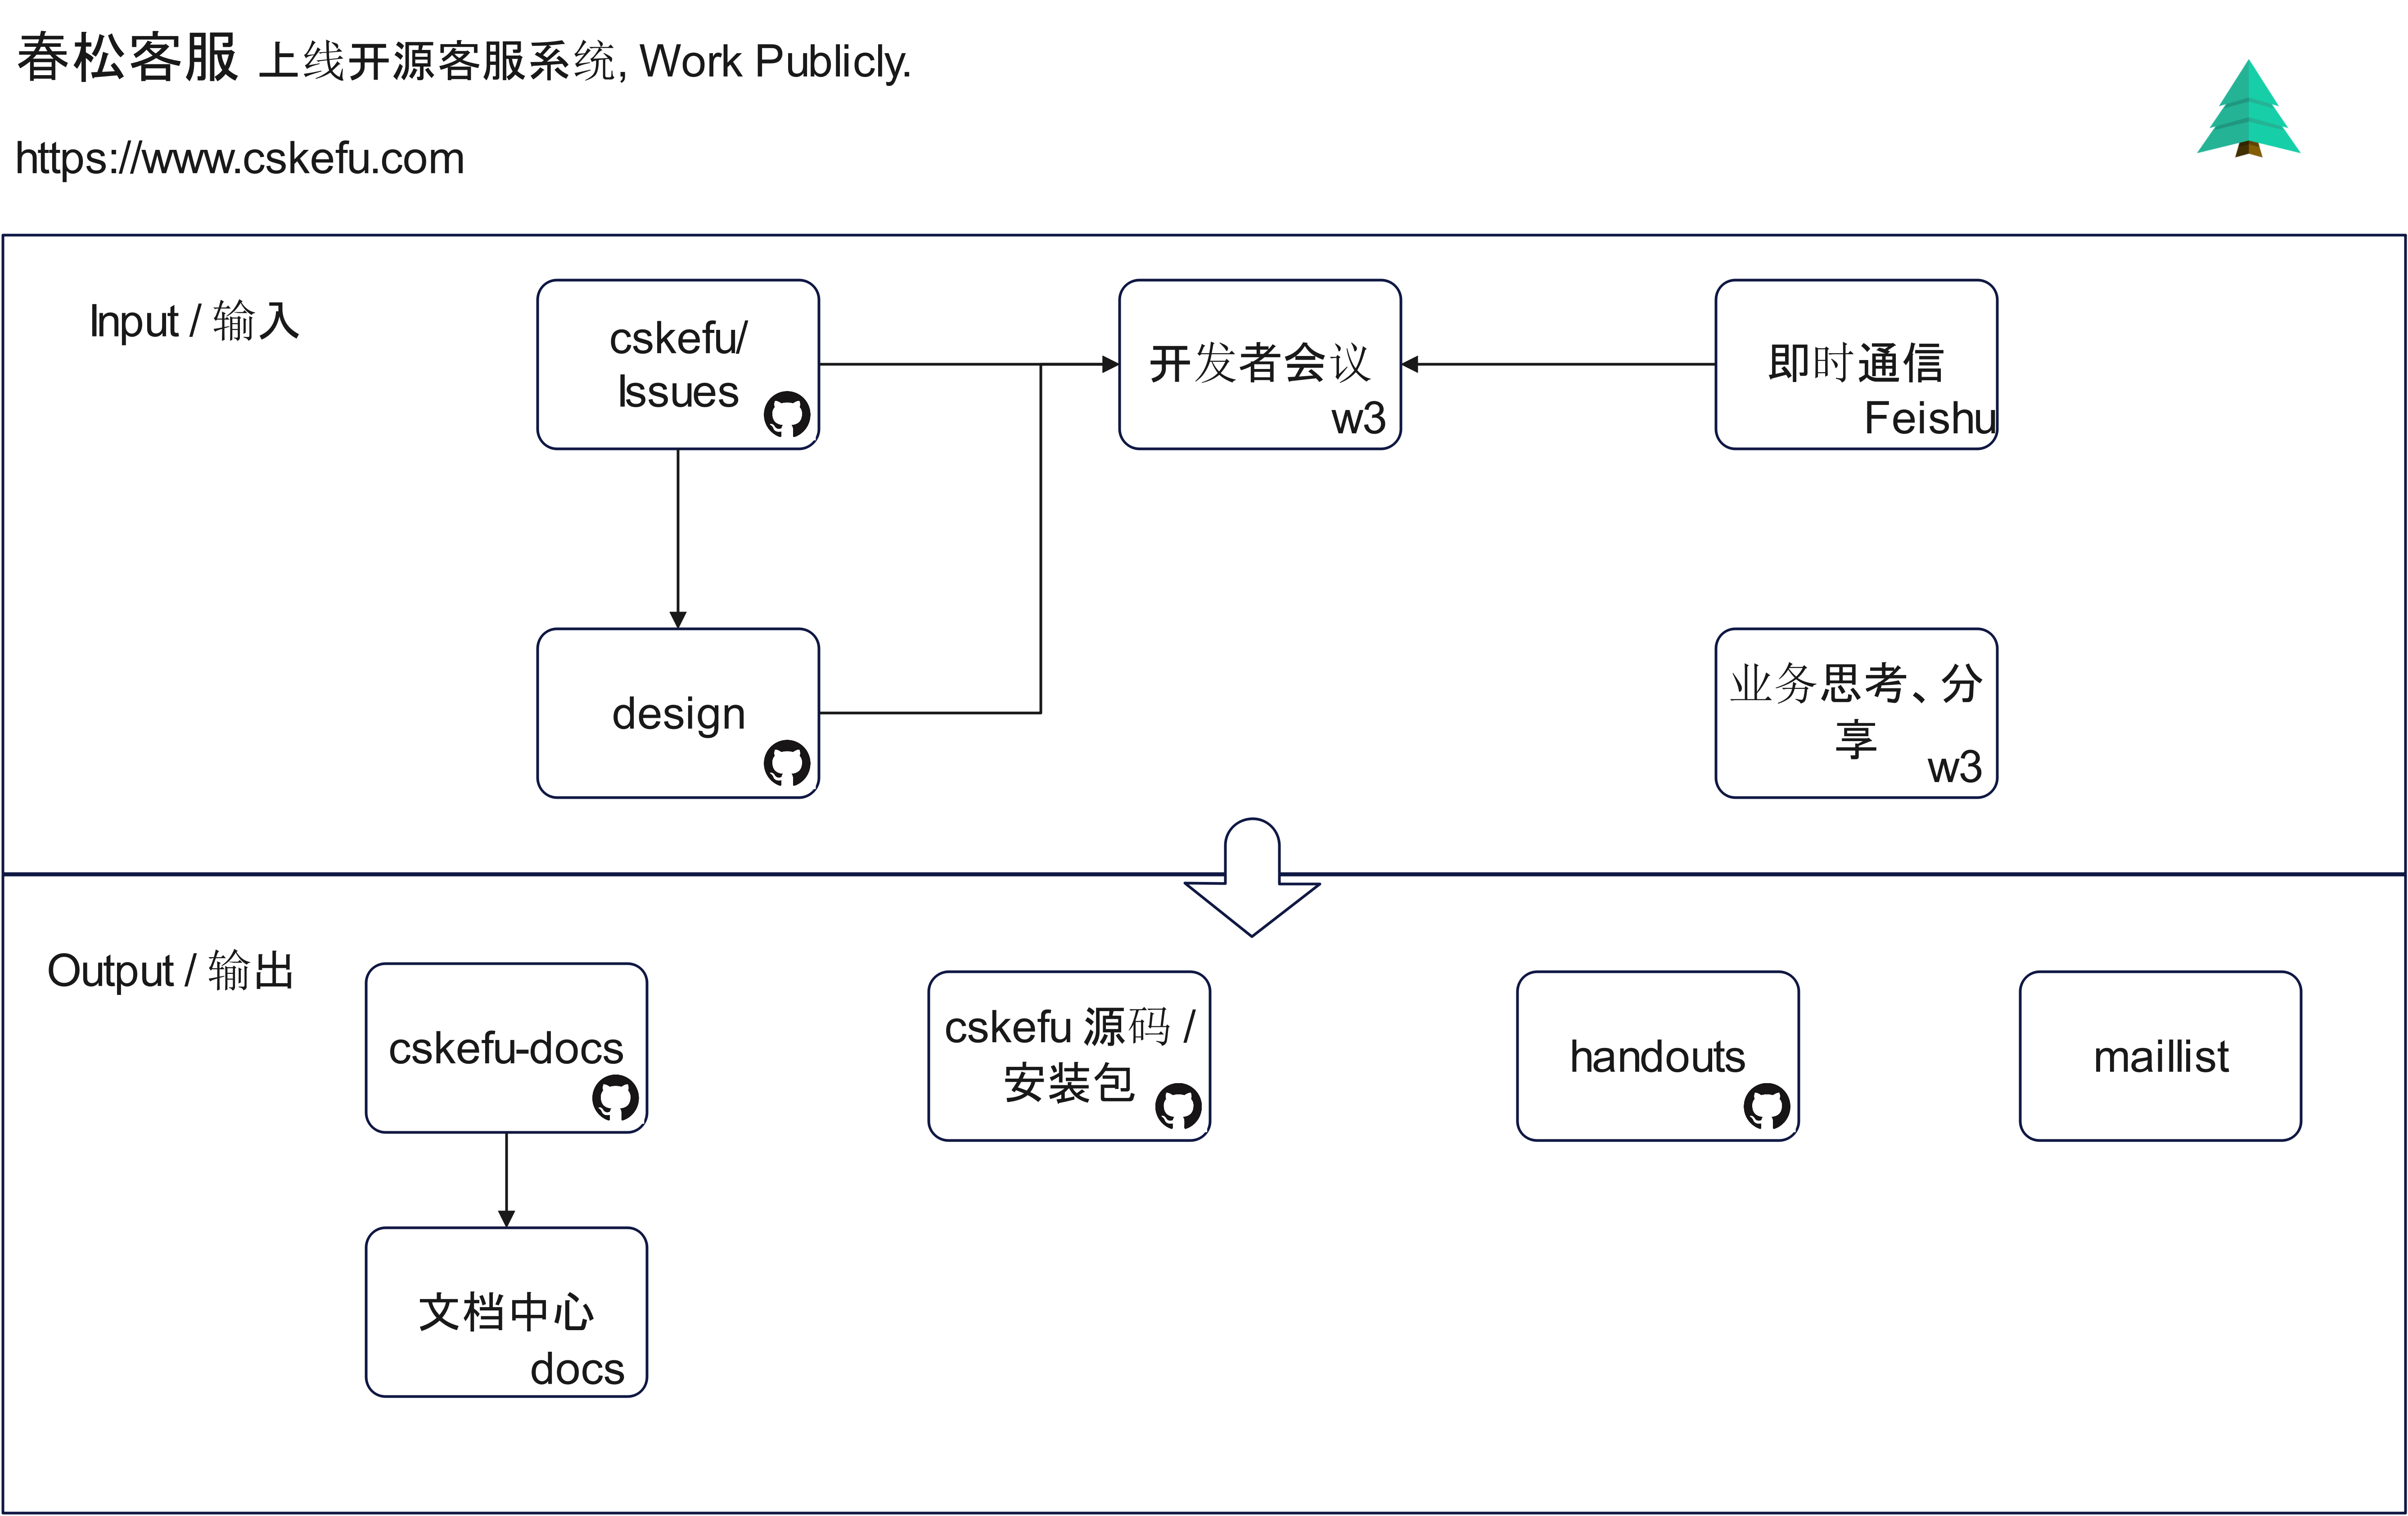 春松客服 上线开源客服系统, Work Publicly.
https://www.cskefu.com
Input / 输入
cskefu/
Issues
开发者会议
w3
即时通信
Feishu
design
业务思考、分
享
w3
Output / 输出
cskefu-docs
cskefu 源码 /
安装包
handouts
maillist
文档中心
docs